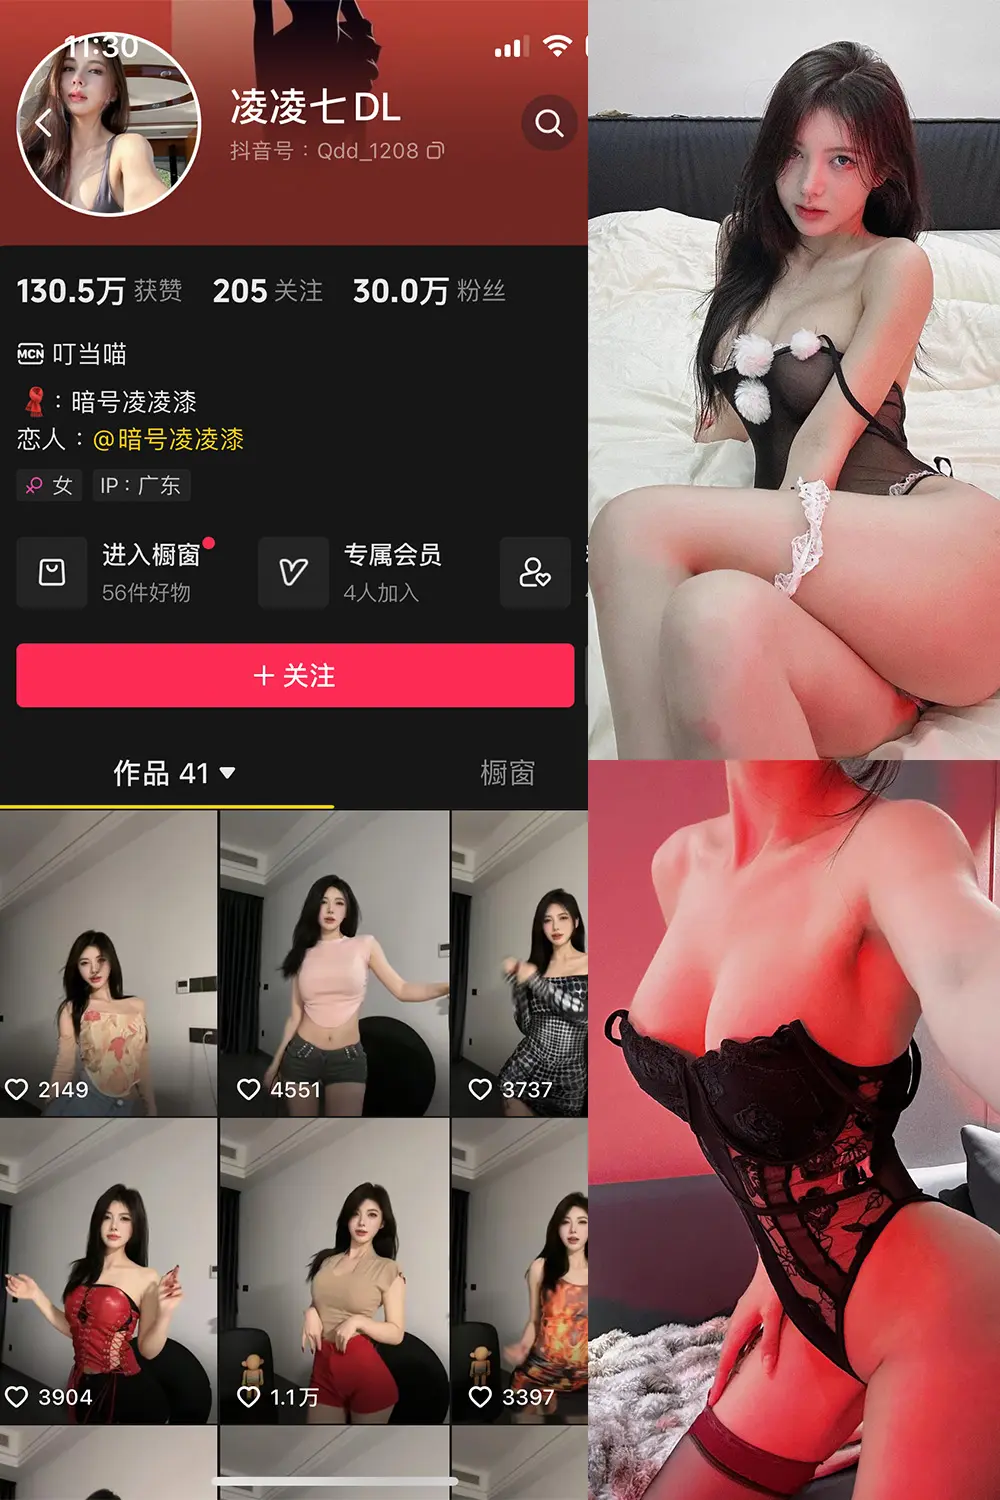 11:30
凌凌七DL
抖音号：Qdd_1208
130.5万 获赞 205 关注 30.0万 粉丝
MCN 叮当喵
：暗号凌凌漆
恋人：@暗号凌凌漆
女 IP：广东
进入橱窗 专属会员
56件好物 4人加入
+ 关注
作品 41 橱窗
2149 4551 3737
3904 1.1万 3397